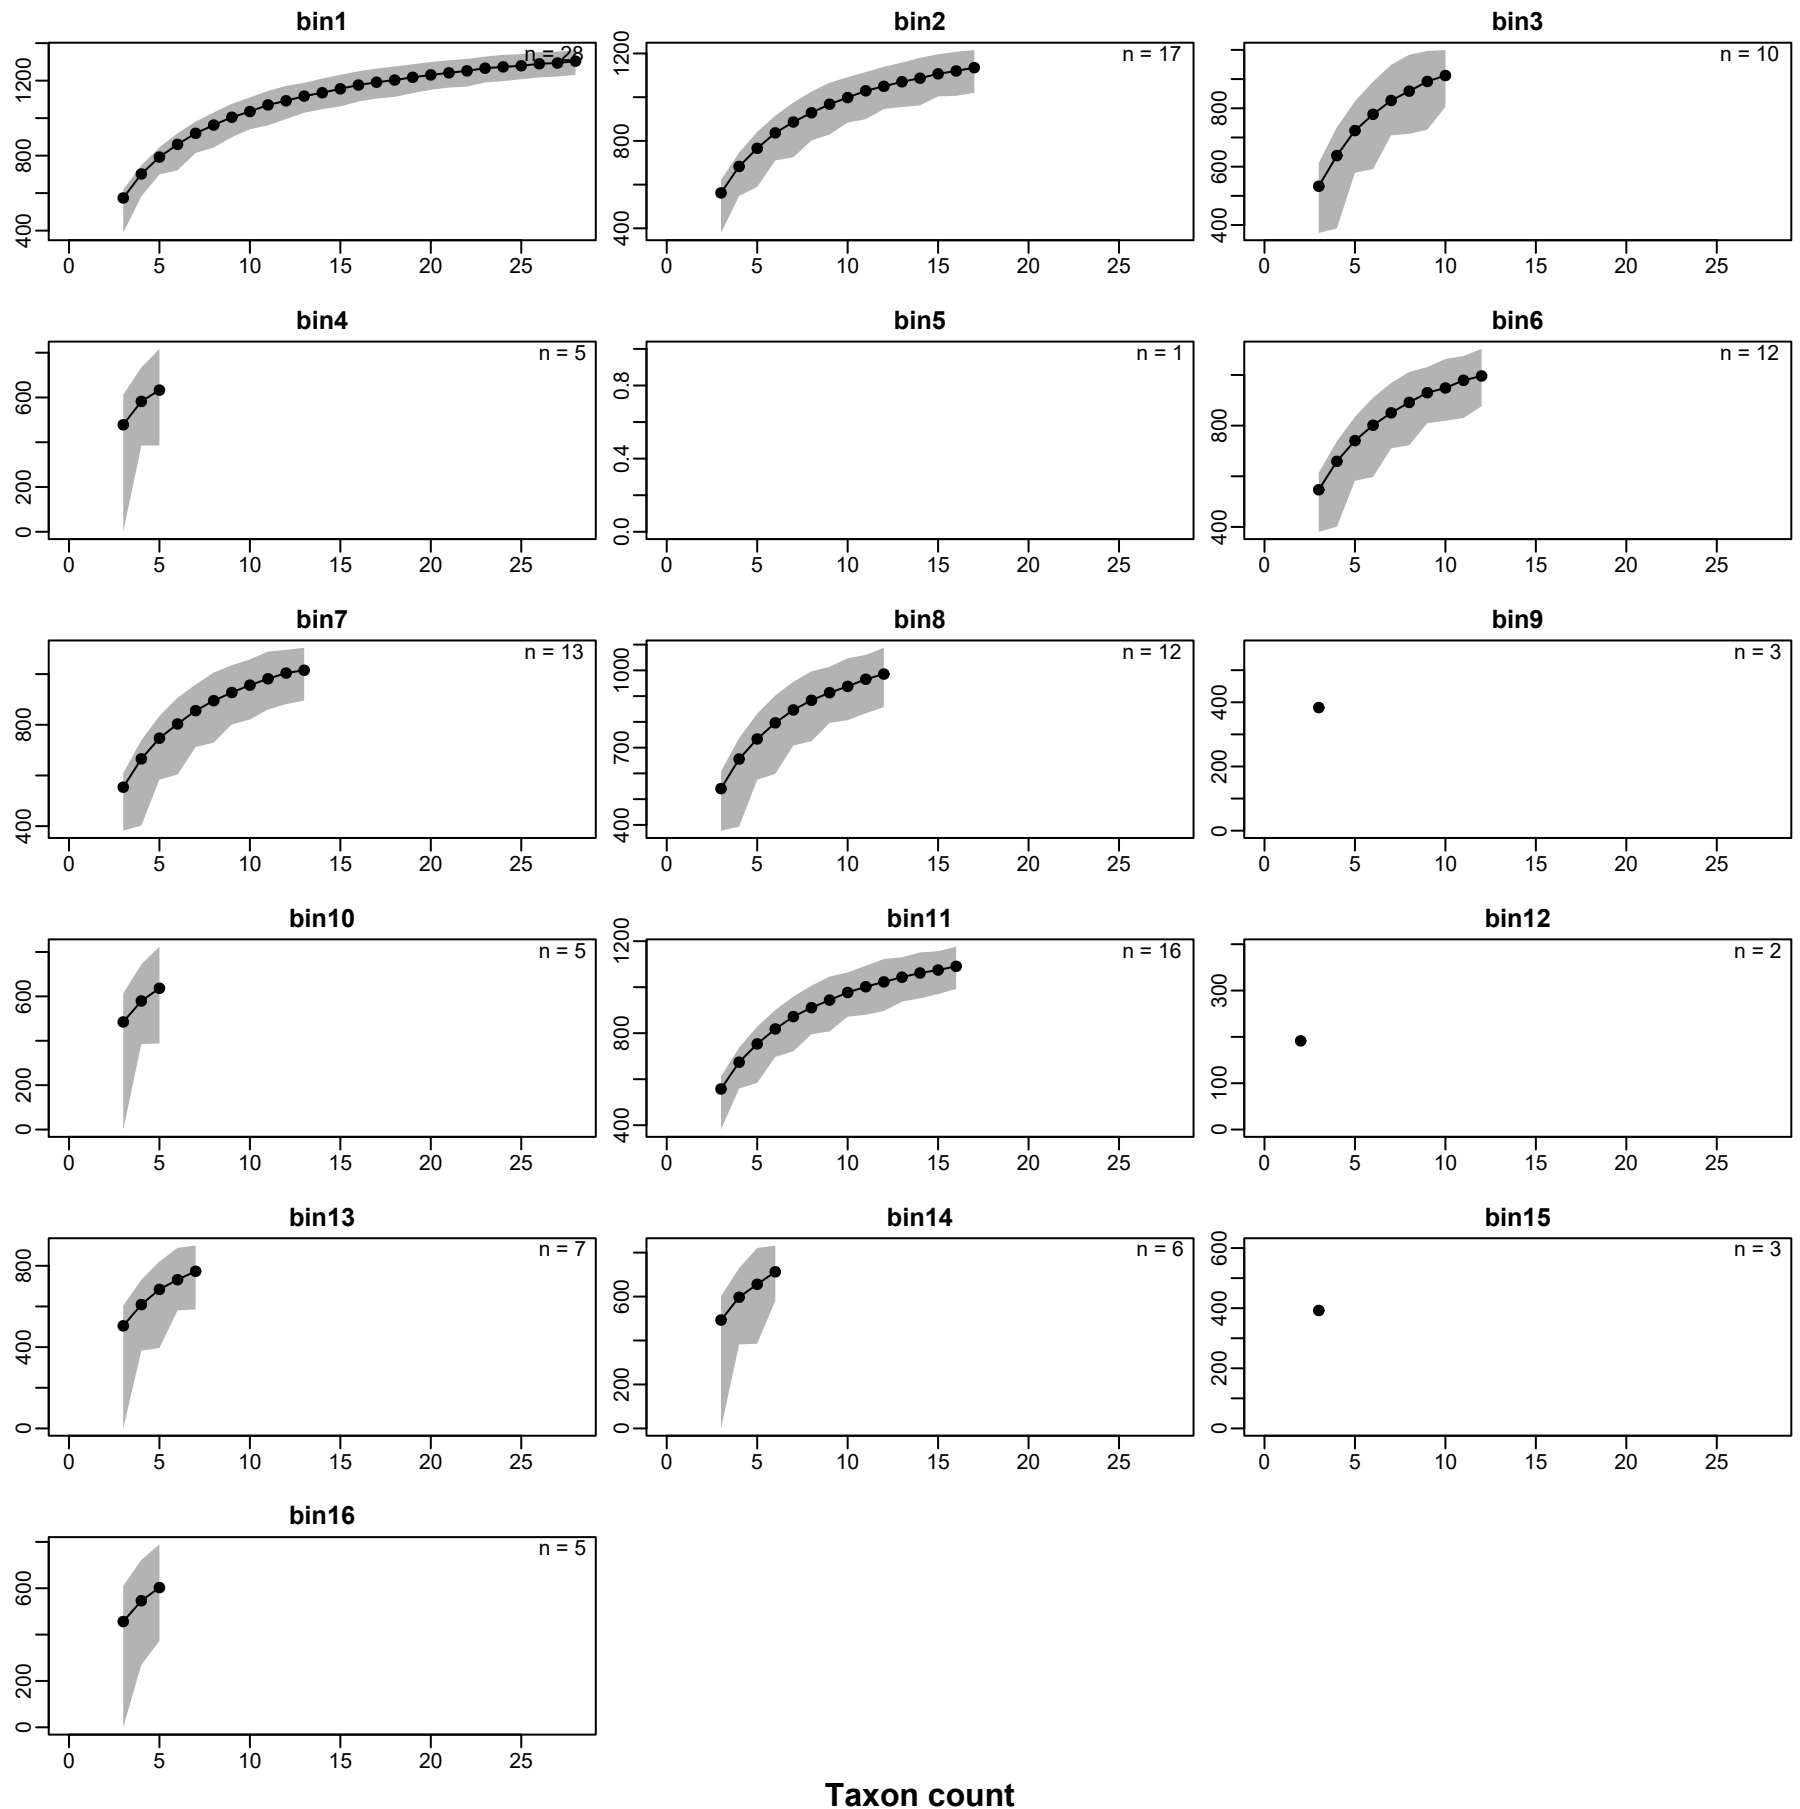 bin1 bin2 bin3
n = 28 n = 17 n = 10
400 800 1200 400 800 1200 400 600 800
0 5 10 15 20 25 0 5 10 15 20 25 0 5 10 15 20 25
bin4 bin5 bin6
n = 5 n = 1 n = 12
0 200 600 0.0 0.4 0.8 400 800
0 5 10 15 20 25 0 5 10 15 20 25 0 5 10 15 20 25
bin7 bin8 bin9
n = 13 n = 12 n = 3
400 800 400 700 1000 0 200 400
0 5 10 15 20 25 0 5 10 15 20 25 0 5 10 15 20 25
bin10 bin11 bin12
n = 5 n = 16 n = 2
0 200 600 400 800 1200 0 100 300
0 5 10 15 20 25 0 5 10 15 20 25 0 5 10 15 20 25
bin13 bin14 bin15
n = 7 n = 6 n = 3
0 400 800 0 200 600 0 200 400 600
0 5 10 15 20 25 0 5 10 15 20 25 0 5 10 15 20 25
bin16
n = 5
0 200 600
0 5 10 15 20 25
Taxon count